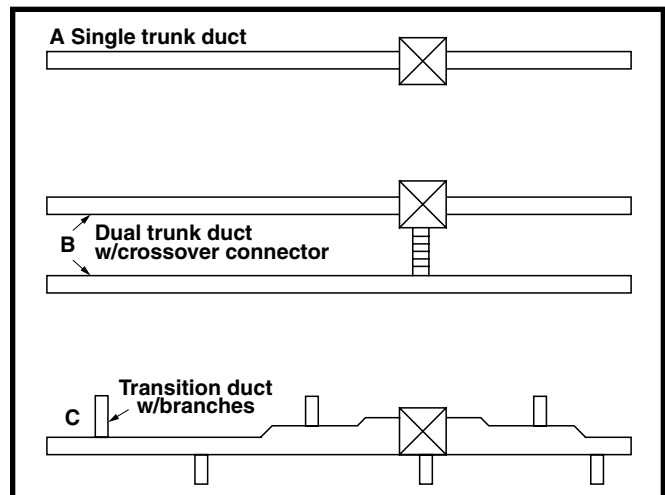 A Single trunk duct
B
Dual trunk duct
w/crossover connector
C
Transition duct
w/branches